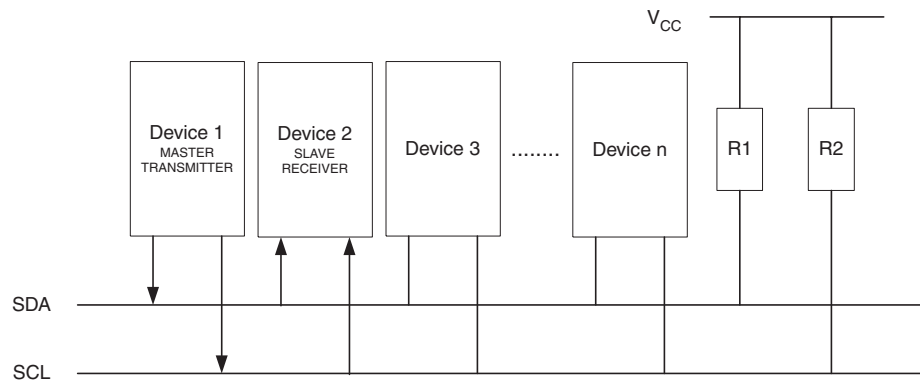 V_CC
Device 1
MASTER
TRANSMITTER
Device 2
SLAVE
RECEIVER
Device 3
........
Device n
R1
R2
SDA
SCL